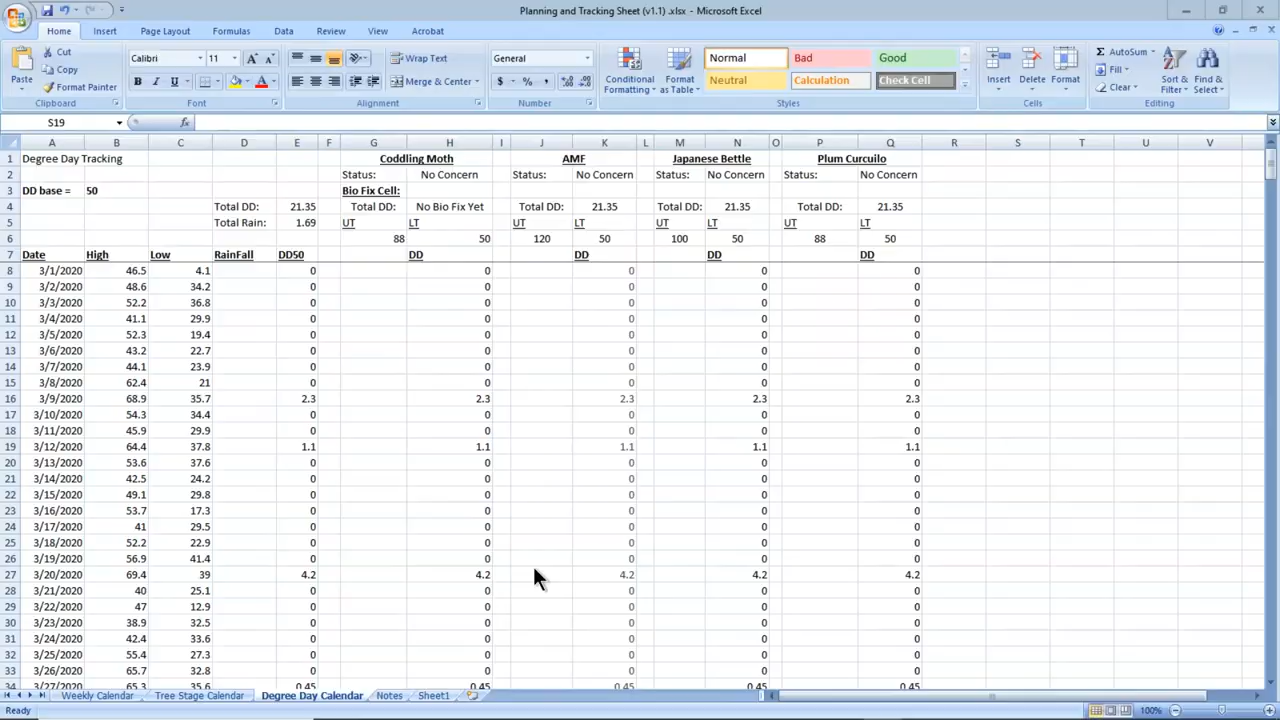 Planning and Tracking Sheet (v1.1) .xlsx - Microsoft Excel
Home Insert Page Layout Formulas Data Review View Acrobat
Paste
Cut
Copy
Format Painter
Clipboard
Calibri 11
B I U
Font
Wrap Text
Merge & Center
Alignment
General
$ % ,
Number
Conditional Formatting
Format as Table
Normal Bad Good
Neutral Calculation Check Cell
Styles
Insert Delete Format
Cells
AutoSum
Fill
Clear
Sort & Filter
Find & Select
Editing
S19 fx
A B C D E F G H I J K L M N O P Q R S T U V
1 Degree Day Tracking Coddling Moth AMF Japanese Bettle Plum Curcuilo
2 Status: No Concern Status: No Concern Status: No Concern Status: No Concern
3 DD base = 50 Bio Fix Cell:
4 Total DD: 21.35 Total DD: No Bio Fix Yet Total DD: 21.35 Total DD: 21.35 Total DD: 21.35
5 Total Rain: 1.69 UT LT UT LT UT LT UT LT
6 88 50 120 50 100 50 88 50
7 Date High Low RainFall DD50 DD DD DD DD
8 3/1/2020 46.5 4.1 0 0 0 0 0
9 3/2/2020 48.6 34.2 0 0 0 0 0
10 3/3/2020 52.2 36.8 0 0 0 0 0
11 3/4/2020 41.1 29.9 0 0 0 0 0
12 3/5/2020 52.3 19.4 0 0 0 0 0
13 3/6/2020 43.2 22.7 0 0 0 0 0
14 3/7/2020 44.1 23.9 0 0 0 0 0
15 3/8/2020 62.4 21 0 0 0 0 0
16 3/9/2020 68.9 35.7 2.3 2.3 2.3 2.3 2.3
17 3/10/2020 54.3 34.4 0 0 0 0 0
18 3/11/2020 45.9 29.9 0 0 0 0 0
19 3/12/2020 64.4 37.8 1.1 1.1 1.1 1.1 1.1
20 3/13/2020 53.6 37.6 0 0 0 0 0
21 3/14/2020 42.5 24.2 0 0 0 0 0
22 3/15/2020 49.1 29.8 0 0 0 0 0
23 3/16/2020 53.7 17.3 0 0 0 0 0
24 3/17/2020 41 29.5 0 0 0 0 0
25 3/18/2020 52.2 22.9 0 0 0 0 0
26 3/19/2020 56.9 41.4 0 0 0 0 0
27 3/20/2020 69.4 39 4.2 4.2 4.2 4.2 4.2
28 3/21/2020 40 25.1 0 0 0 0 0
29 3/22/2020 47 12.9 0 0 0 0 0
30 3/23/2020 38.9 32.5 0 0 0 0 0
31 3/24/2020 42.4 33.6 0 0 0 0 0
32 3/25/2020 55.4 27.3 0 0 0 0 0
33 3/26/2020 65.7 32.8 0 0 0 0 0
34 3/27/2020 65.3 35.6 0.45 0.45 0.45 0.45 0.45
Weekly Calendar Tree Stage Calendar Degree Day Calendar Notes Sheet1
Ready 100%